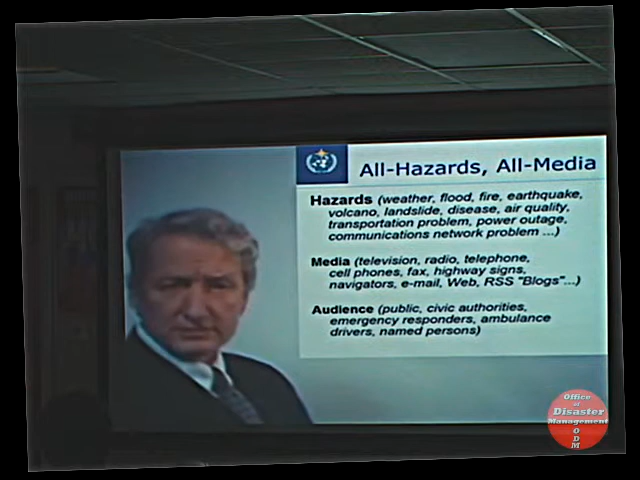 All-Hazards, All-Media
Hazards (weather, flood, fire, earthquake,
volcano, landslide, disease, air quality,
transportation problem, power outage,
communications network problem ...)
Media (television, radio, telephone,
cell phones, fax, highway signs,
navigators, e-mail, Web, RSS "Blogs"...)
Audience (public, civic authorities,
emergency responders, ambulance
drivers, named persons)
Office
of
Disaster
Management
O
D
M